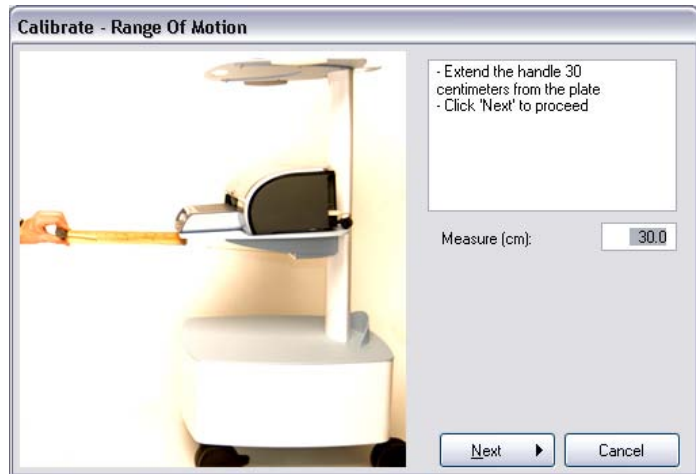 Calibrate - Range Of Motion
- Extend the handle 30
centimeters from the plate
- Click 'Next' to proceed
Measure (cm):
30.0
Next
Cancel